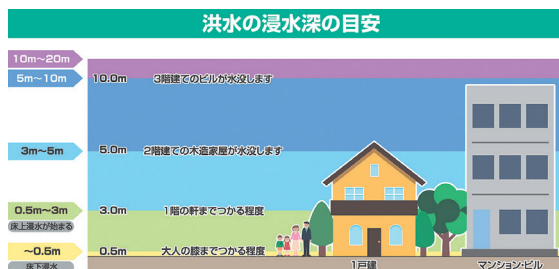 洪水の浸水深の目安
10m～20m
5m～10m
10.0m 3階建てのビルが水没します
3m～5m
5.0m 2階建ての木造家屋が水没します
0.5m～3m
床上浸水が始まる
3.0m 1階の軒までつかる程度
～0.5m
床下浸水
0.5m 大人の膝までつかる程度
1戸建
マンション・ビル